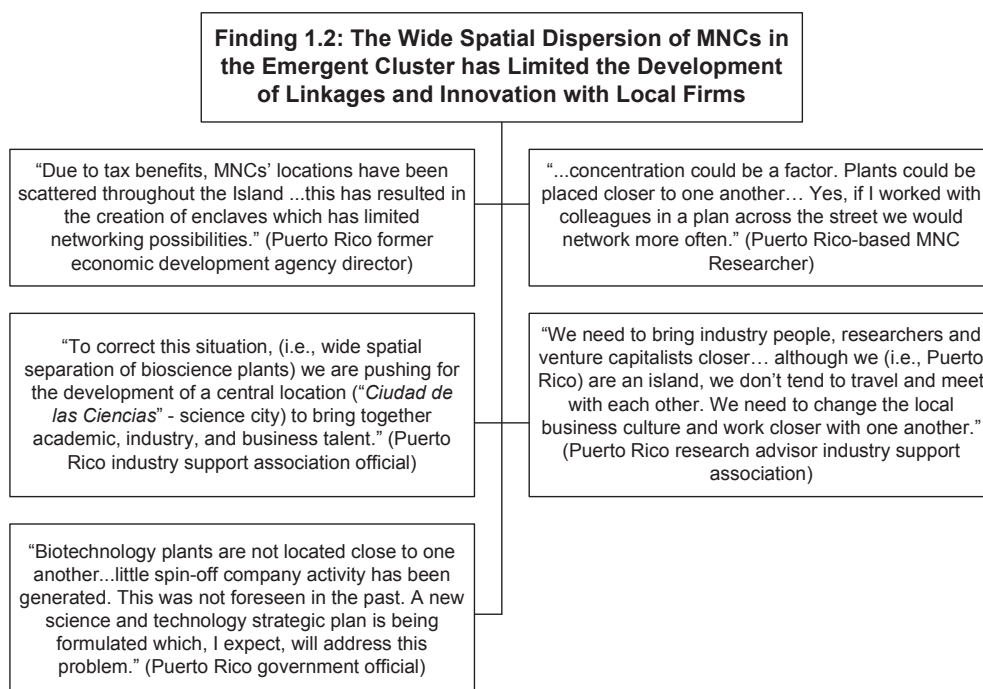 Finding 1.2: The Wide Spatial Dispersion of MNCs in
the Emergent Cluster has Limited the Development
of Linkages and Innovation with Local Firms
“Due to tax benefits, MNCs’ locations have been
scattered throughout the Island ...this has resulted in
the creation of enclaves which has limited
networking possibilities.” (Puerto Rico former
economic development agency director)
“...concentration could be a factor. Plants could be
placed closer to one another… Yes, if I worked with
colleagues in a plan across the street we would
network more often.” (Puerto Rico-based MNC
Researcher)
“To correct this situation, (i.e., wide spatial
separation of bioscience plants) we are pushing for
the development of a central location (“Ciudad de
las Ciencias” - science city) to bring together
academic, industry, and business talent.” (Puerto
Rico industry support association official)
“We need to bring industry people, researchers and
venture capitalists closer… although we (i.e., Puerto
Rico) are an island, we don’t tend to travel and meet
with each other. We need to change the local
business culture and work closer with one another.”
(Puerto Rico research advisor industry support
association)
“Biotechnology plants are not located close to one
another...little spin-off company activity has been
generated. This was not foreseen in the past. A new
science and technology strategic plan is being
formulated which, I expect, will address this
problem.” (Puerto Rico government official)